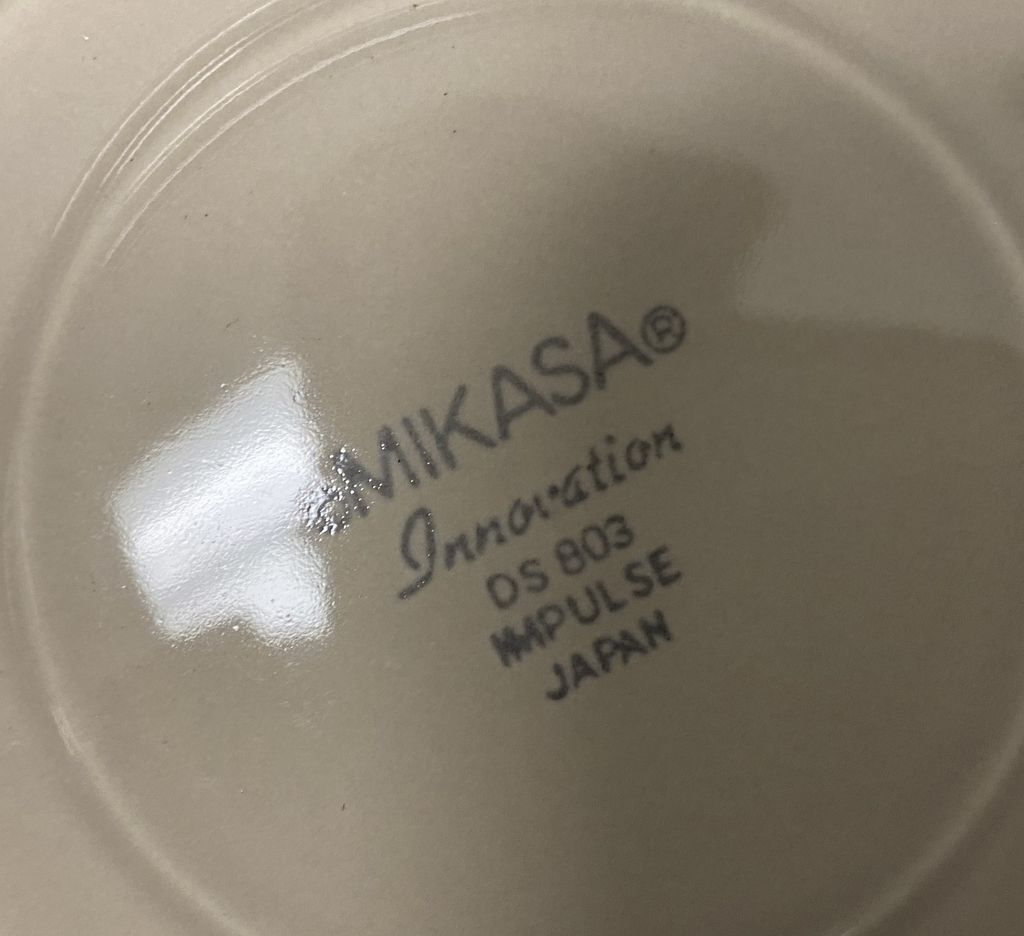 MIKASA®
Innovation
DS 803
IMPULSE
JAPAN